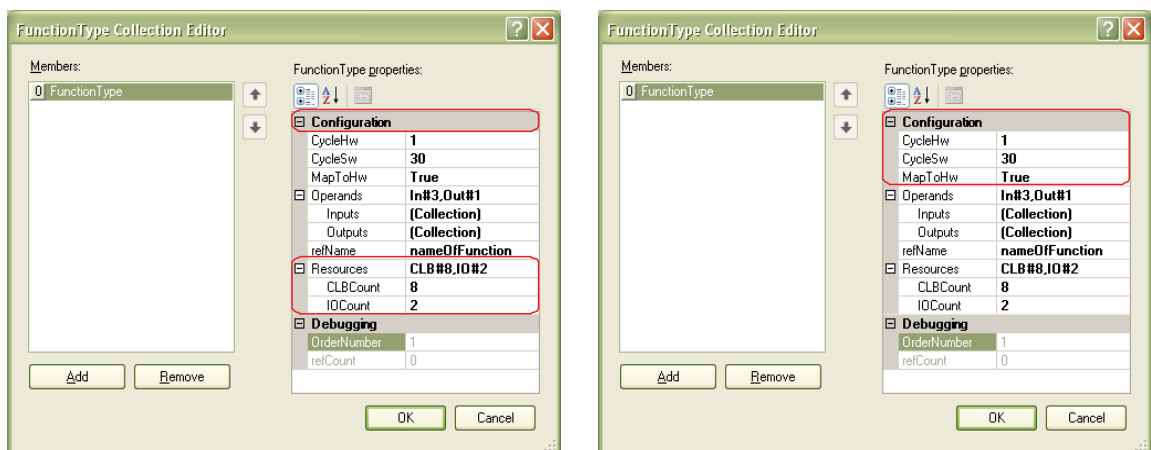 FunctionType Collection Editor
Members:
0 FunctionType
Add
Remove
FunctionType properties:
Configuration
CycleHw 1
CycleSw 30
MapToHw True
Operands In#3,Out#1
Inputs (Collection)
Outputs (Collection)
refName nameOfFunction
Resources CLB#8,IO#2
CLBCount 8
IOCount 2
Debugging
OrderNumber 1
refCount 0
OK
Cancel
FunctionType Collection Editor
Members:
0 FunctionType
Add
Remove
FunctionType properties:
Configuration
CycleHw 1
CycleSw 30
MapToHw True
Operands In#3,Out#1
Inputs (Collection)
Outputs (Collection)
refName nameOfFunction
Resources CLB#8,IO#2
CLBCount 8
IOCount 2
Debugging
OrderNumber 1
refCount 0
OK
Cancel